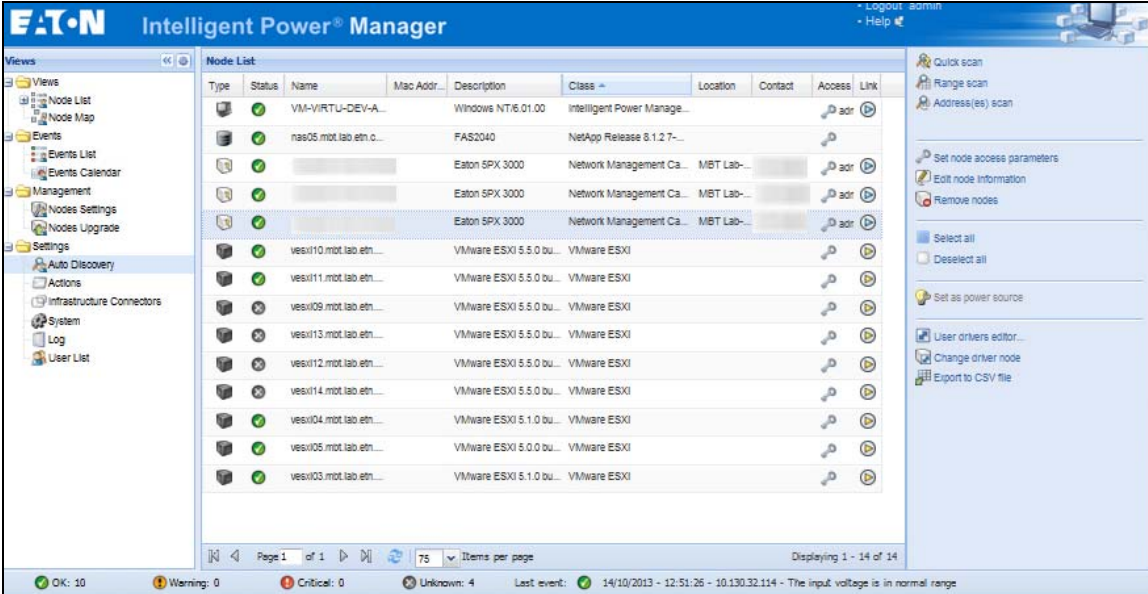 EATON Intelligent Power® Manager
- Logout admin
- Help
Views
Node List
Views
Node List
Node Map
Events
Events List
Events Calendar
Management
Nodes Settings
Nodes Upgrade
Settings
Auto Discovery
Actions
Infrastructure Connectors
System
Log
User List
Type Status Name Mac Addr... Description Class Location Contact Access Link
VM-VIRTU-DEV-A... Windows NT/6.01.00 Intelligent Power Manage... adr
nas05.mbt.lab.etn.c... FAS2040 NetApp Release 8.1.2 7-...
Eaton 5PX 3000 Network Management Ca... MBT Lab-... adr
Eaton 5PX 3000 Network Management Ca... MBT Lab-... adr
Eaton 5PX 3000 Network Management Ca... MBT Lab-... adr
vesxi10.mbt.lab.etn.... VMware ESXI 5.5.0 bu... VMware ESXI
vesxi11.mbt.lab.etn.... VMware ESXI 5.5.0 bu... VMware ESXI
vesxi09.mbt.lab.etn.... VMware ESXI 5.5.0 bu... VMware ESXI
vesxi13.mbt.lab.etn.... VMware ESXI 5.5.0 bu... VMware ESXI
vesxi12.mbt.lab.etn.... VMware ESXI 5.5.0 bu... VMware ESXI
vesxi14.mbt.lab.etn.... VMware ESXI 5.5.0 bu... VMware ESXI
vesxi04.mbt.lab.etn.... VMware ESXI 5.1.0 bu... VMware ESXI
vesxi05.mbt.lab.etn.... VMware ESXI 5.0.0 bu... VMware ESXI
vesxi03.mbt.lab.etn.... VMware ESXI 5.1.0 bu... VMware ESXI
Page 1 of 1 75 Items per page Displaying 1 - 14 of 14
Quick scan
Range scan
Address(es) scan
Set node access parameters
Edit node information
Remove nodes
Select all
Deselect all
Set as power source
User drivers editor...
Change driver node
Export to CSV file
OK: 10 Warning: 0 Critical: 0 Unknown: 4 Last event: 14/10/2013 - 12:51:26 - 10.130.32.114 - The input voltage is in normal range